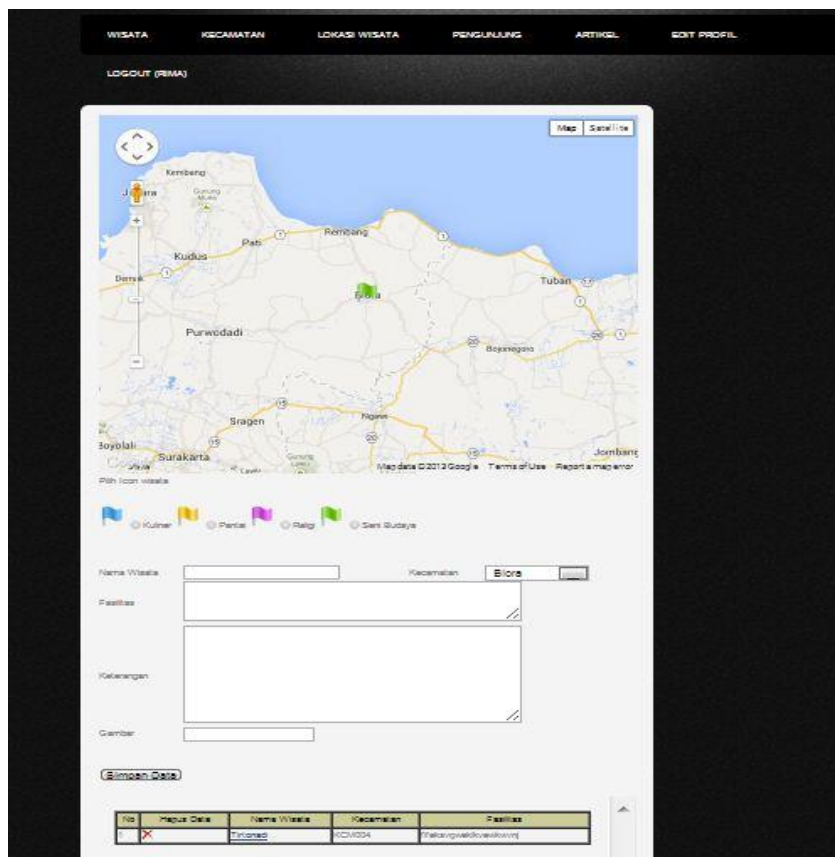 WISATA KECAMATAN LOKASI WISATA PENGUNJUNG ARTIKEL EDIT PROFIL
LOGOUT (RIMA)
Map Satellite
Kembang
Gunung
Rembang
Pati
Kudus
Demak
Tuban
Blora
Purwodadi
Bojonegoro
Sragen
Ngawi
Boyolali
Surakarta
Gunung
Jombang
Map data ©2013 Google Terms of Use Report a map error
Pilih Icon wisata
Kuliner Pantai Religi Seni Budaya
Nama Wisata Kecamatan Blora
Fasilitas
Keterangan
Gambar
Simpan Data
No Hapus Data Nama Wisata Kecamatan Fasilitas
1 Tirtonadi KCM004